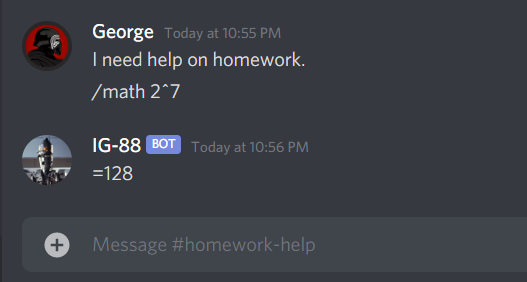 George Today at 10:55 PM
I need help on homework.
/math 2^7
IG-88 BOT Today at 10:56 PM
=128
Message #homework-help